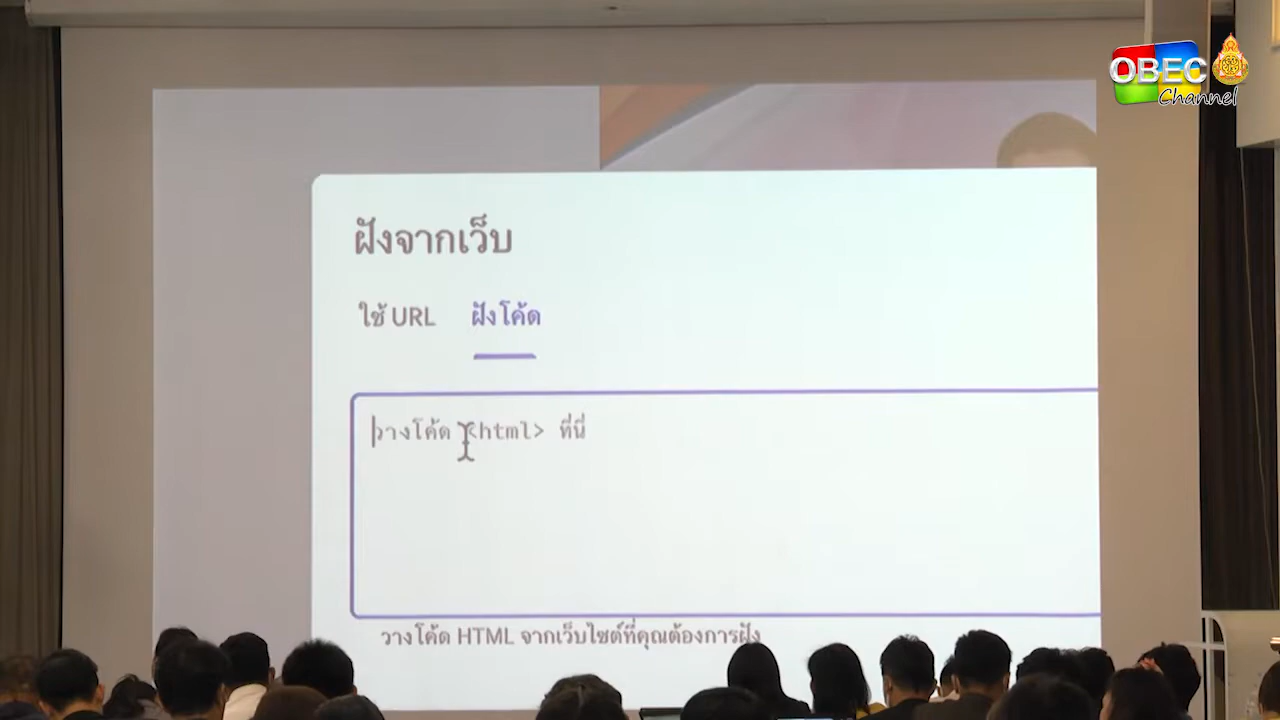 OBEC
Channel
ฝังจากเว็บ
ใช้ URL ฝังโค้ด
วางโค้ด <html> ที่นี่
วางโค้ด HTML จากเว็บไซต์ที่คุณต้องการฝัง